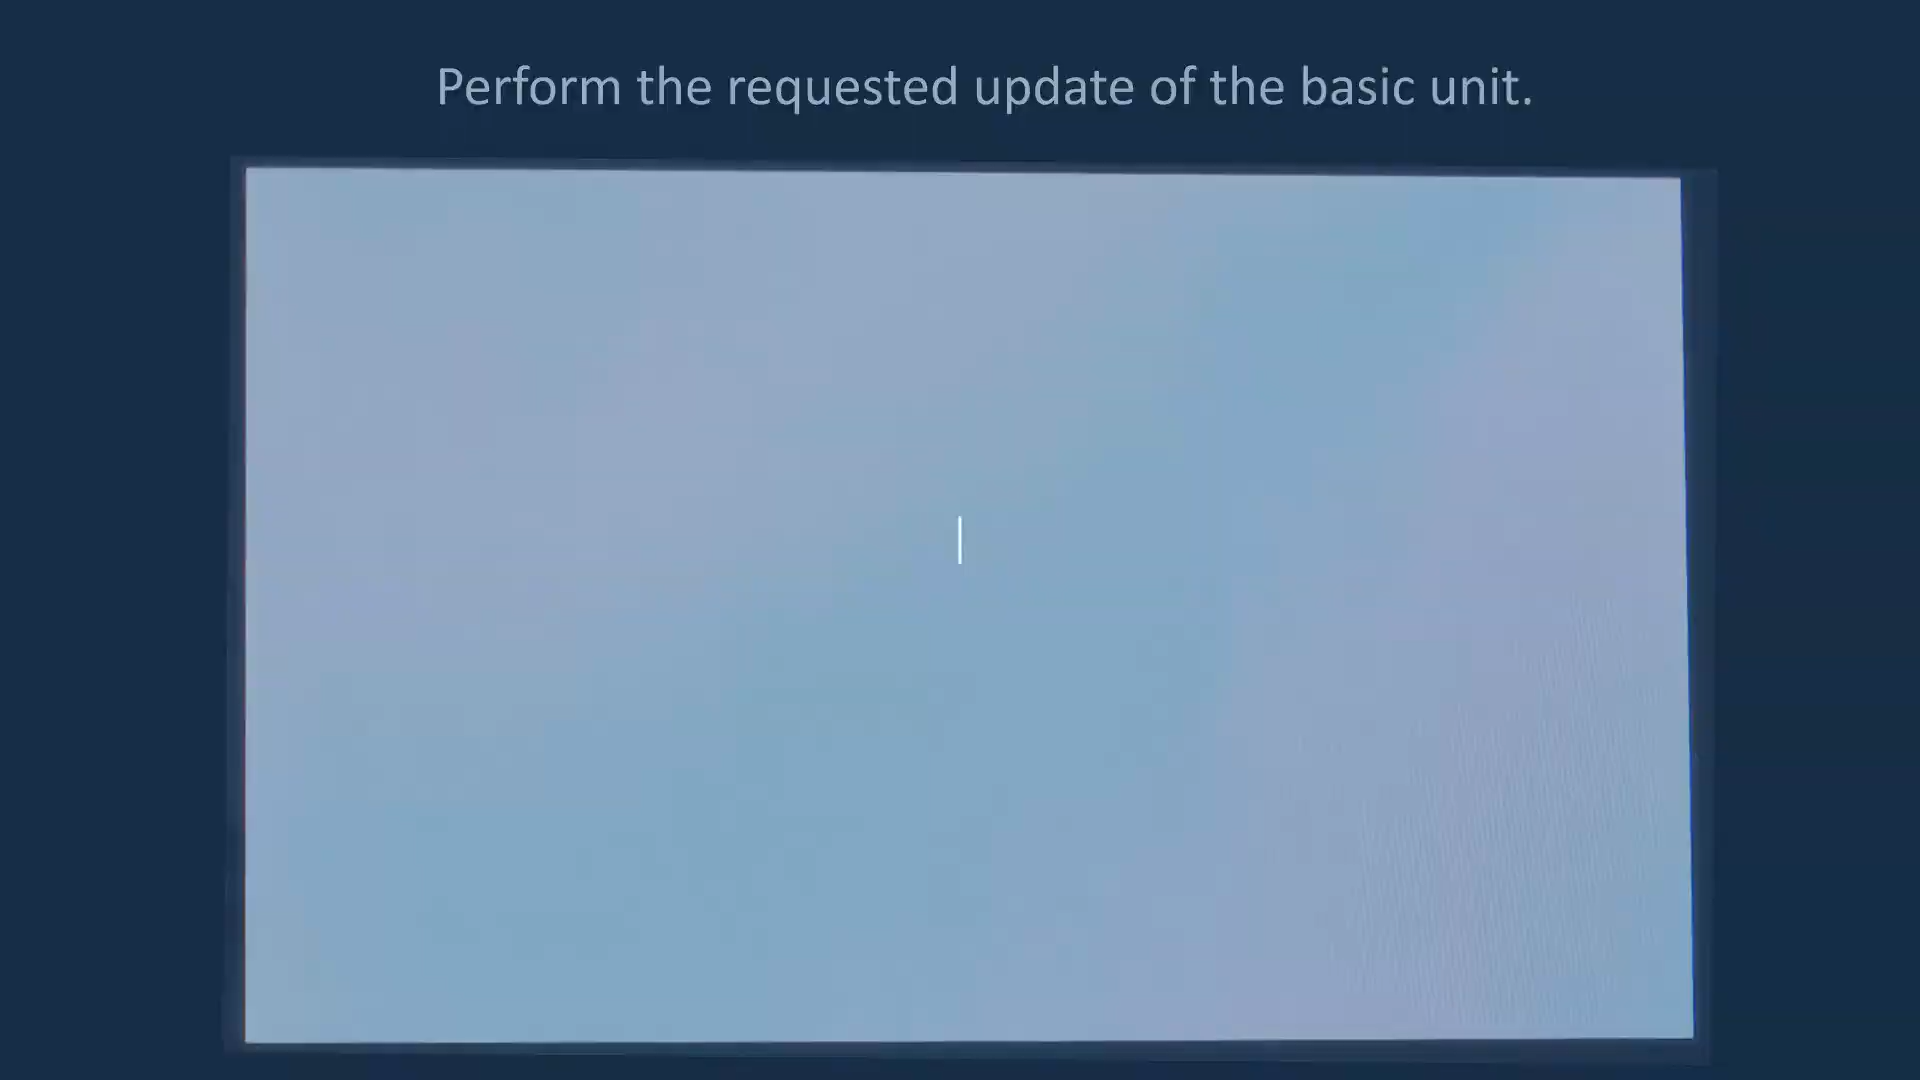 Perform the requested update of the basic unit.